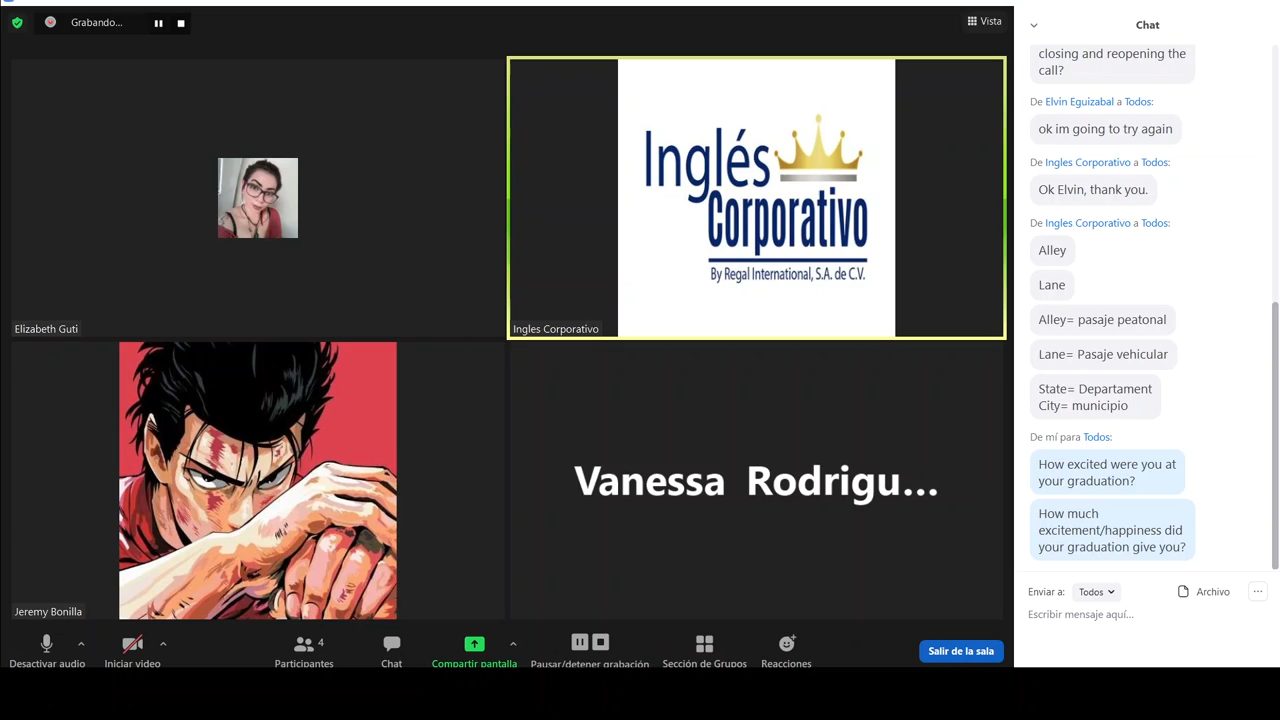 Grabando...
Vista
Elizabeth Guti
Inglés
Corporativo
By Regal International, S.A. de C.V.
Ingles Corporativo
Jeremy Bonilla
Vanessa Rodrigu...
Desactivar audio
Iniciar video
4
Participantes
Chat
Compartir pantalla
Pausar/detener grabación
Sección de Grupos
Reacciones
Salir de la sala
Chat
closing and reopening the
call?
De Elvin Eguizabal a Todos:
ok im going to try again
De Ingles Corporativo a Todos:
Ok Elvin, thank you.
De Ingles Corporativo a Todos:
Alley
Lane
Alley= pasaje peatonal
Lane= Pasaje vehicular
State= Departament
City= municipio
De mí para Todos:
How excited were you at
your graduation?
How much
excitement/happiness did
your graduation give you?
Enviar a: Todos
Archivo
...
Escribir mensaje aquí...